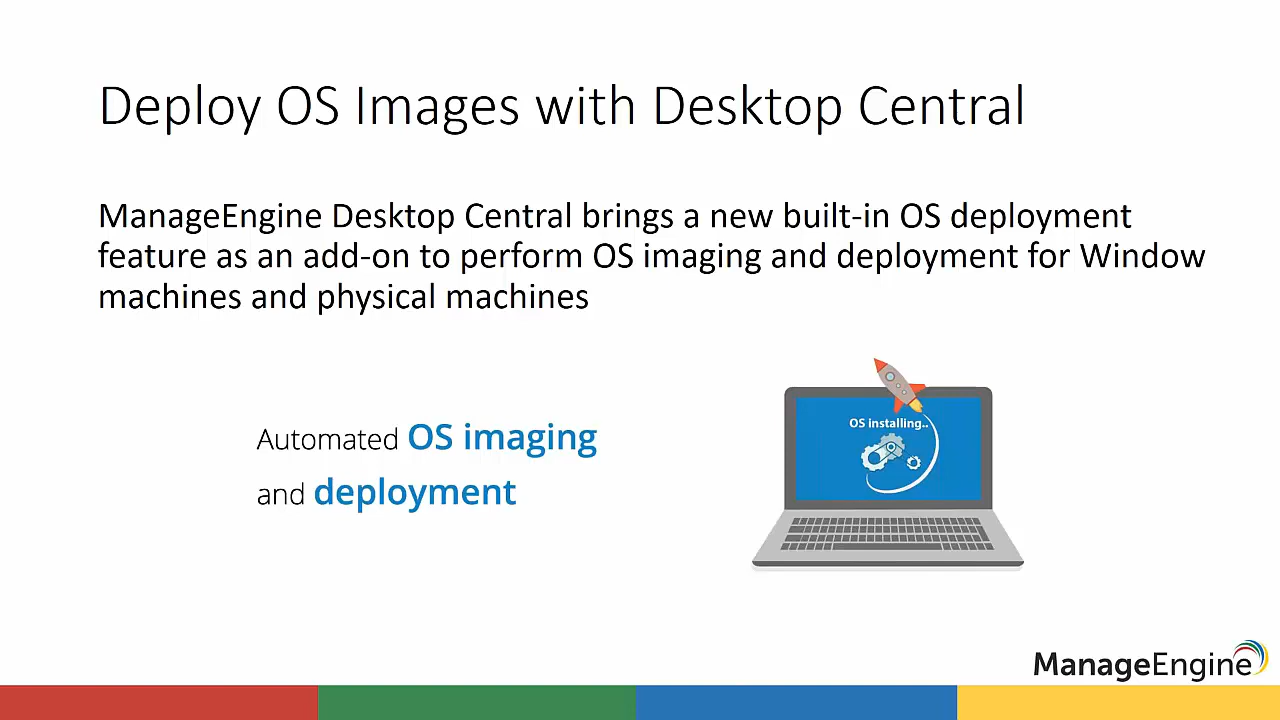 Deploy OS Images with Desktop Central
ManageEngine Desktop Central brings a new built-in OS deployment
feature as an add-on to perform OS imaging and deployment for Window
machines and physical machines
Automated OS imaging
and deployment
OS installing..
ManageEngine